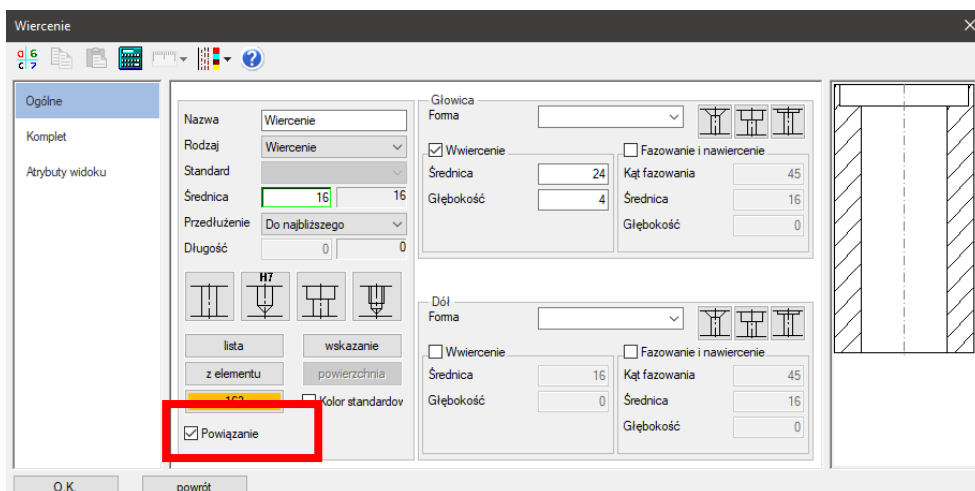 Wiercenie
Ogólne
Komplet
Atrybuty widoku
Nazwa Wiercenie
Rodzaj Wiercenie
Standard
Średnica 16 16
Przedłużenie Do najbliższego
Długość 0 0
H7
lista wskazanie
z elementu powierzchnia
162 Kolor standardov
Powiązanie
Głowica
Forma
Wwiercenie
Średnica 24
Głębokość 4
Fazowanie i nawiercenie
Kąt fazowania 45
Średnica 16
Głębokość 0
Dół
Forma
Wwiercenie
Średnica 16
Głębokość 0
Fazowanie i nawiercenie
Kąt fazowania 45
Średnica 16
Głębokość 0
O.K. powrót